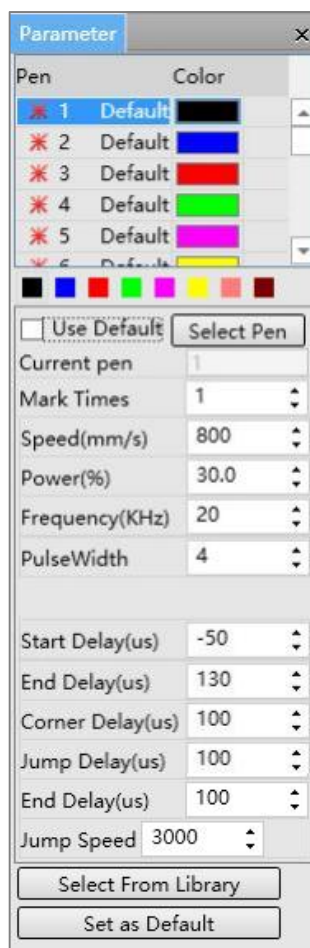 Parameter ×
Pen Color
1 Default
2 Default
3 Default
4 Default
5 Default
Use Default Select Pen
Current pen 1
Mark Times 1
Speed(mm/s) 800
Power(%) 30.0
Frequency(KHz) 20
PulseWidth 4
Start Delay(us) -50
End Delay(us) 130
Corner Delay(us) 100
Jump Delay(us) 100
End Delay(us) 100
Jump Speed 3000
Select From Library
Set as Default